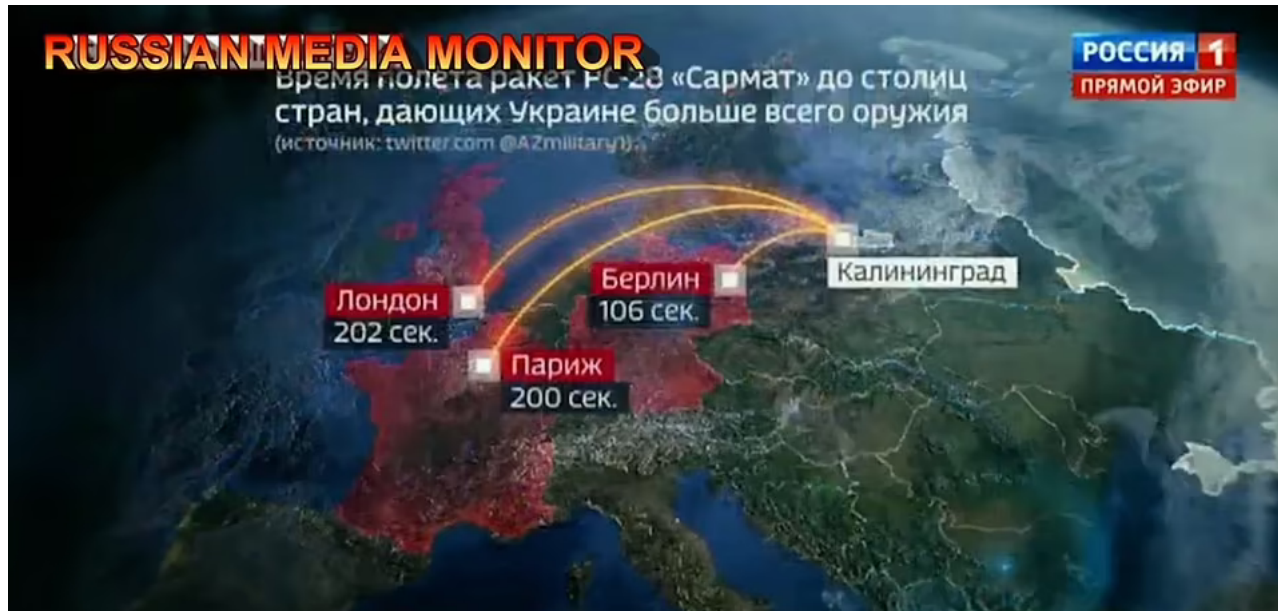 RUSSIAN MEDIA MONITOR
РОССИЯ 1
ПРЯМОЙ ЭФИР
Время полёта ракет РС-28 «Сармат» до столиц
стран, дающих Украине больше всего оружия
(источник: twitter.com @AZmilitary1)
Берлин
106 сек.
Калининград
Лондон
202 сек.
Париж
200 сек.